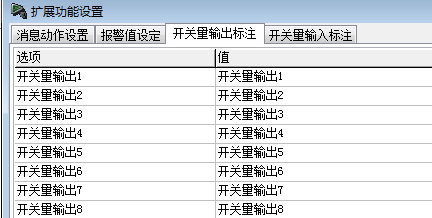 扩展功能设置
消息动作设置 报警值设定 开关量输出标注 开关量输入标注
选项 值
开关量输出1 开关量输出1
开关量输出2 开关量输出2
开关量输出3 开关量输出3
开关量输出4 开关量输出4
开关量输出5 开关量输出5
开关量输出6 开关量输出6
开关量输出7 开关量输出7
开关量输出8 开关量输出8